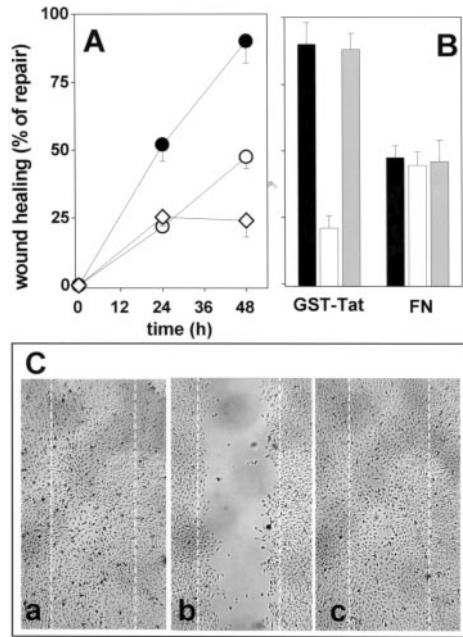 100
75
50
25
0
wound healing (% of repair)
A
0 12 24 36 48
time (h)
B
GST-Tat FN
C
a b c